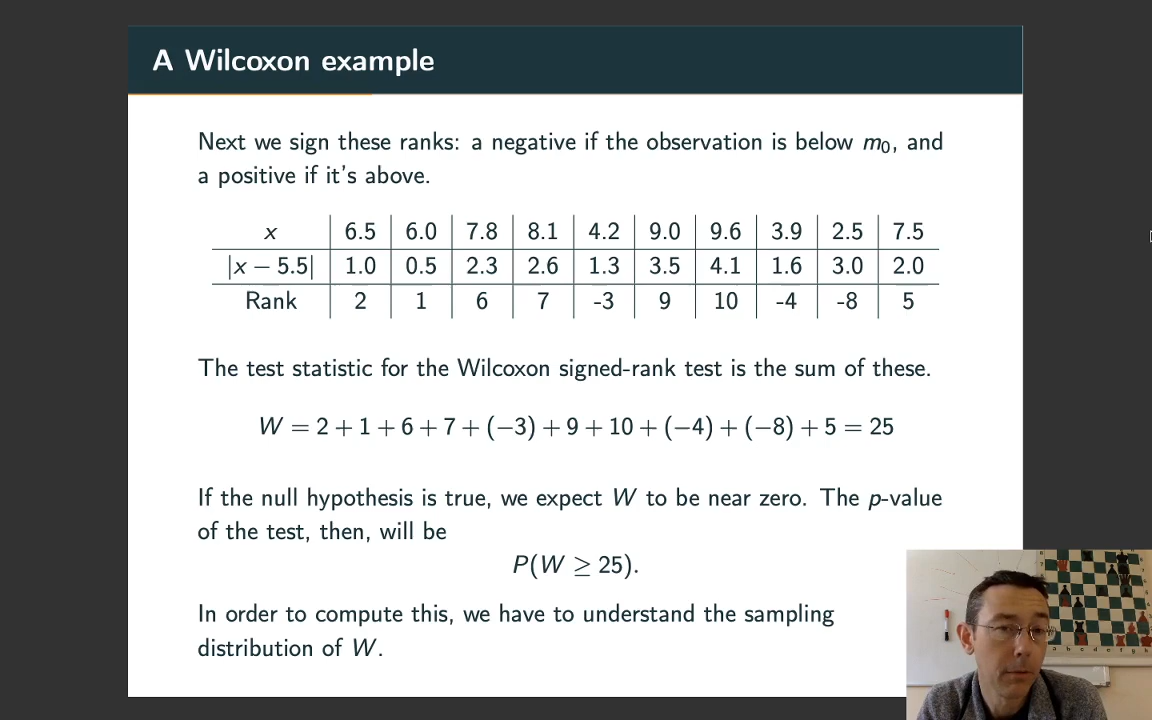 A Wilcoxon example
Next we sign these ranks: a negative if the observation is below m₀, and
a positive if it's above.
x 6.5 6.0 7.8 8.1 4.2 9.0 9.6 3.9 2.5 7.5
|x − 5.5| 1.0 0.5 2.3 2.6 1.3 3.5 4.1 1.6 3.0 2.0
Rank 2 1 6 7 -3 9 10 -4 -8 5
The test statistic for the Wilcoxon signed-rank test is the sum of these.
W = 2 + 1 + 6 + 7 + (−3) + 9 + 10 + (−4) + (−8) + 5 = 25
If the null hypothesis is true, we expect W to be near zero. The p-value
of the test, then, will be
P(W ≥ 25).
In order to compute this, we have to understand the sampling
distribution of W.